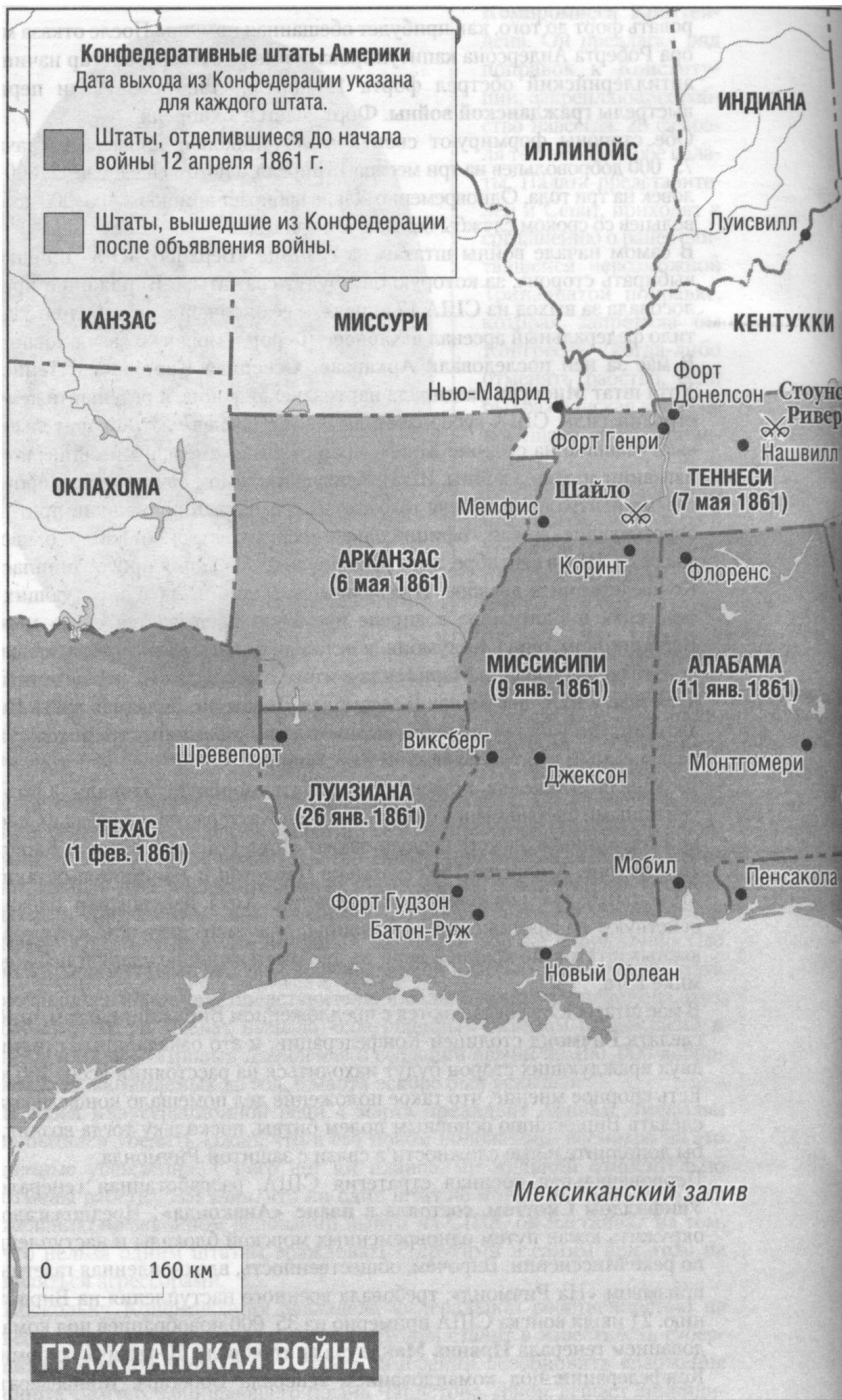 Конфедеративные штаты Америки
Дата выхода из Конфедерации указана
для каждого штата.
Штаты, отделившиеся до начала
войны 12 апреля 1861 г.
Штаты, вышедшие из Конфедерации
после объявления войны.
ИНДИАНА
ИЛЛИНОЙС
Луисвилл
КАНЗАС
МИССУРИ
КЕНТУККИ
Нью-Мадрид
Форт
Донелсон
Стоунс
Ривер
Форт Генри
Нашвилл
ОКЛАХОМА
Шайло
ТЕННЕСИ
(7 мая 1861)
Мемфис
АРКАНЗАС
(6 мая 1861)
Коринт
Флоренс
МИССИСИПИ
(9 янв. 1861)
АЛАБАМА
(11 янв. 1861)
Шревепорт
Виксберг
Джексон
Монтгомери
ЛУИЗИАНА
(26 янв. 1861)
ТЕХАС
(1 фев. 1861)
Мобил
Пенсакола
Форт Гудзон
Батон-Руж
Новый Орлеан
Мексиканский залив
0 160 км
ГРАЖДАНСКАЯ ВОЙНА